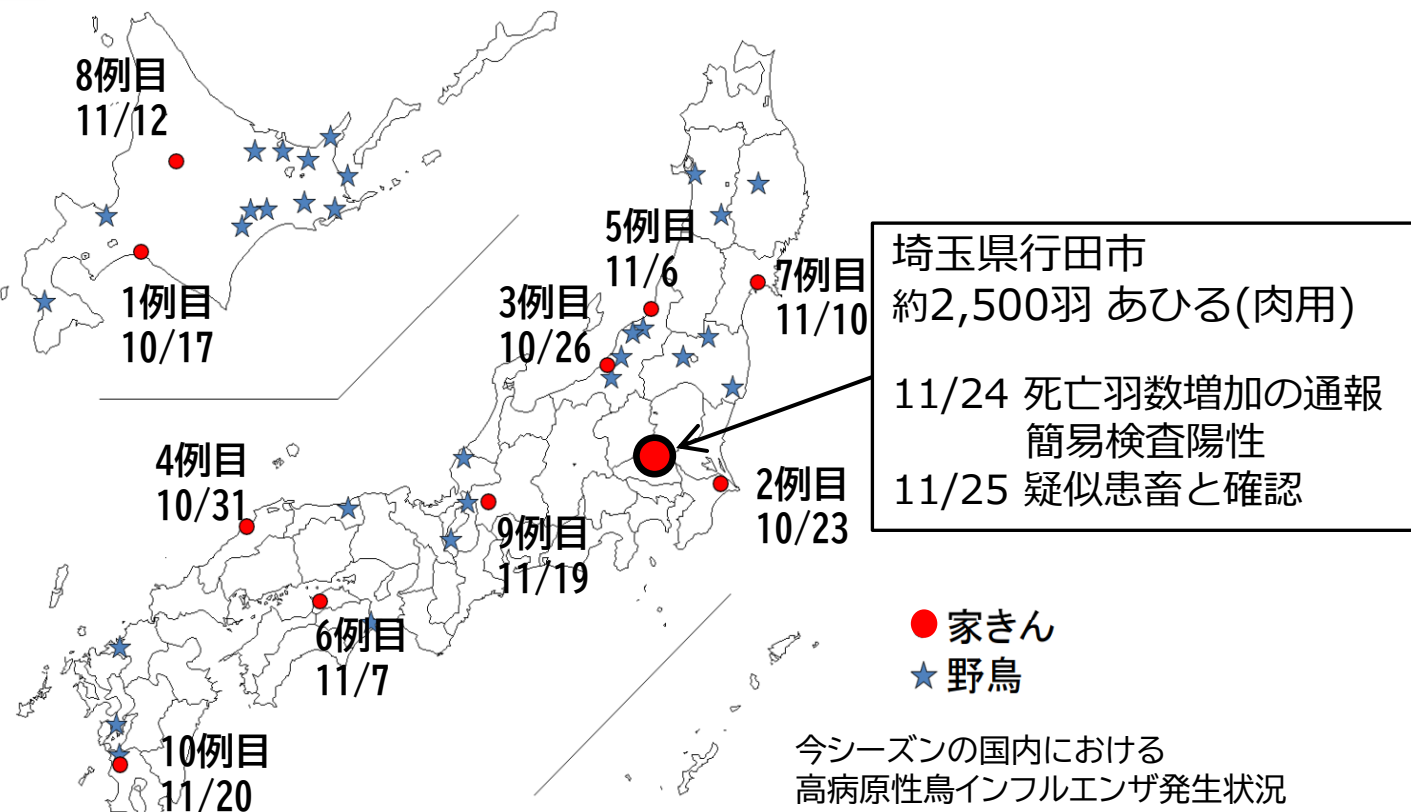 8例目
11/12
1例目
10/17
5例目
11/6
3例目
10/26
7例目
11/10
埼玉県行田市
約2,500羽 あひる(肉用)
11/24 死亡羽数増加の通報
簡易検査陽性
11/25 疑似患畜と確認
4例目
10/31
2例目
10/23
9例目
11/19
6例目
11/7
10例目
11/20
家きん
野鳥
今シーズンの国内における
高病原性鳥インフルエンザ発生状況